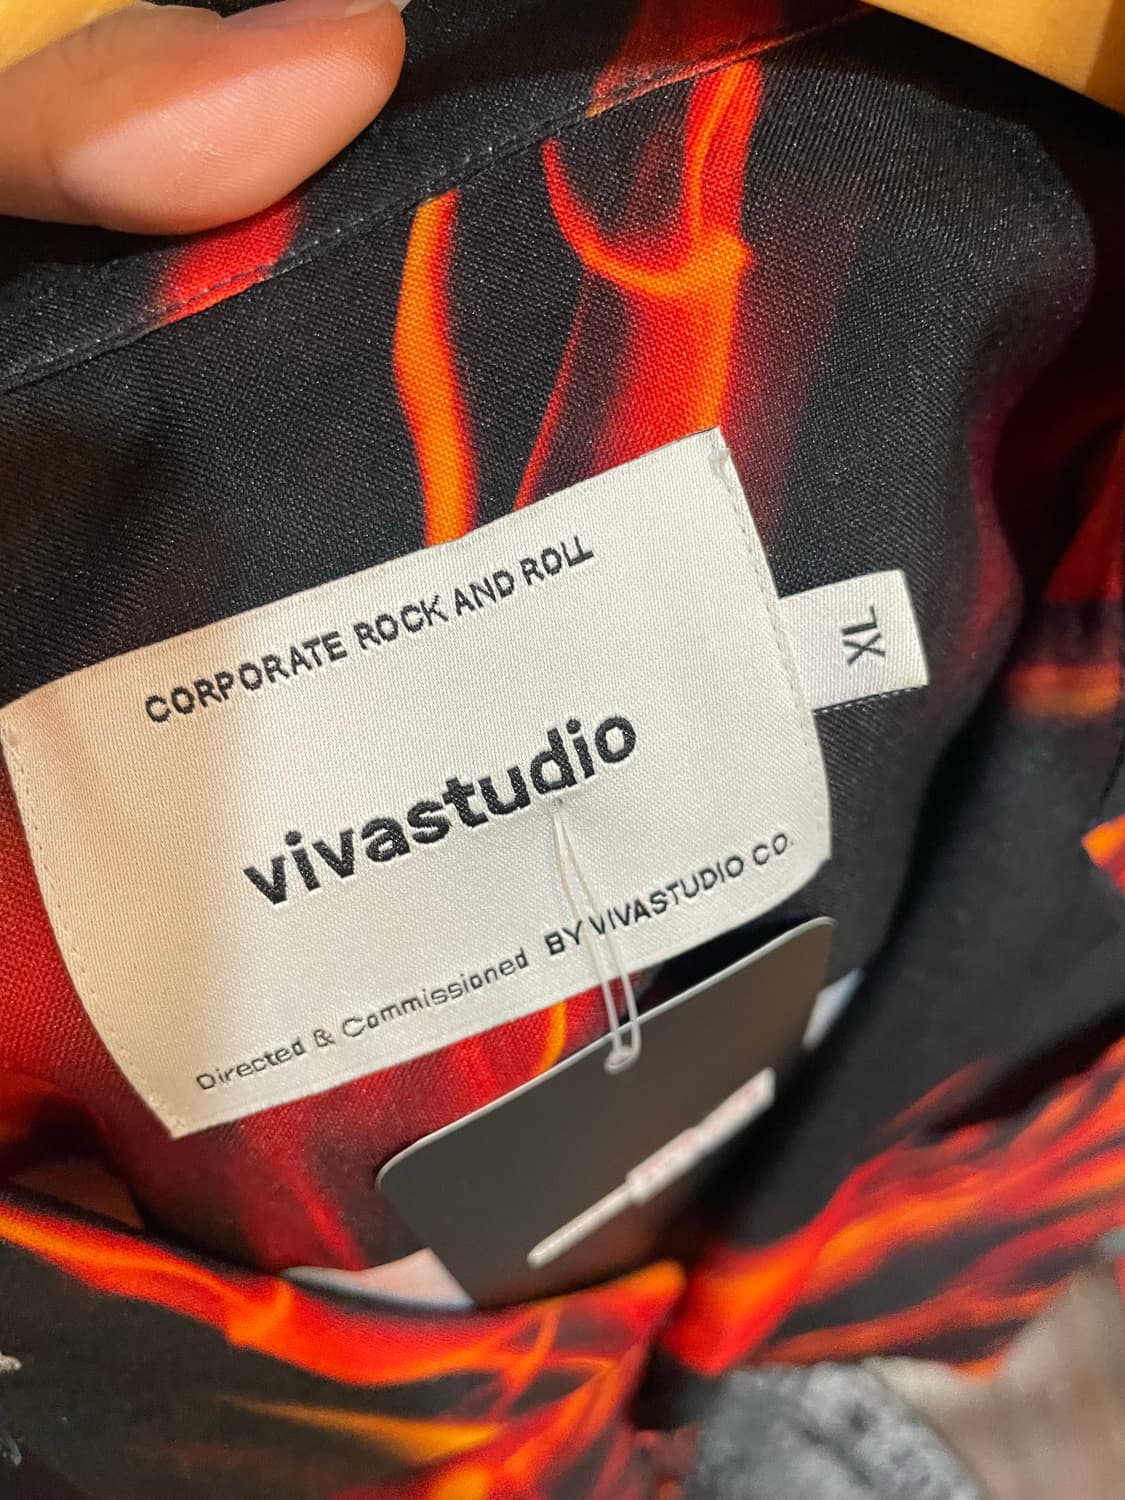 CORPORATE ROCK AND ROLL
vivastudio
Directed & Commissioned BY VIVASTUDIO CO.
XL